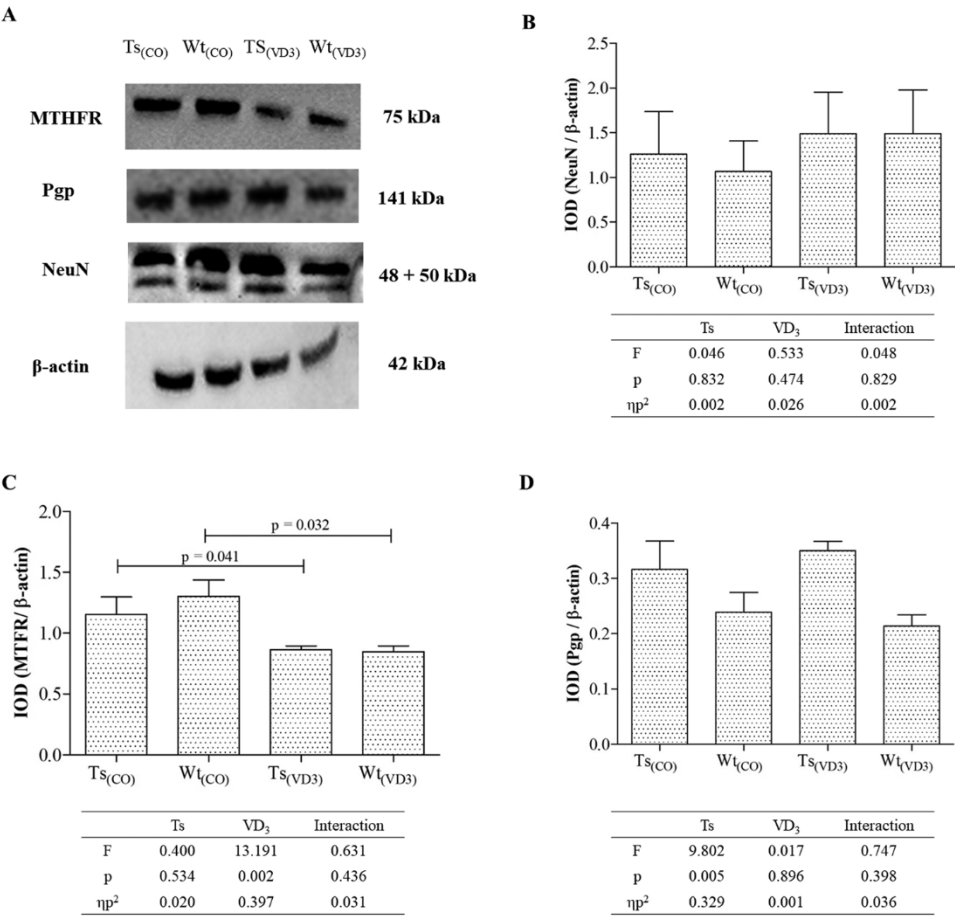 A
Ts(CO) Wt(CO) TS(VD3) Wt(VD3)
MTHFR 75 kDa
Pgp 141 kDa
NeuN 48 + 50 kDa
β-actin 42 kDa
B
IOD (NeuN / β-actin)
2.5
2.0
1.5
1.0
0.5
0.0
Ts(CO) Wt(CO) Ts(VD3) Wt(VD3)
Ts VD3 Interaction
F 0.046 0.533 0.048
p 0.832 0.474 0.829
ηp2 0.002 0.026 0.002
C
IOD (MTFR/ β-actin)
2.0
1.5
1.0
0.5
0.0
p = 0.032
p = 0.041
Ts(CO) Wt(CO) Ts(VD3) Wt(VD3)
Ts VD3 Interaction
F 0.400 13.191 0.631
p 0.534 0.002 0.436
ηp2 0.020 0.397 0.031
D
IOD (Pgp / β-actin)
0.4
0.3
0.2
0.1
0.0
Ts(CO) Wt(CO) Ts(VD3) Wt(VD3)
Ts VD3 Interaction
F 9.802 0.017 0.747
p 0.005 0.896 0.398
ηp2 0.329 0.001 0.036